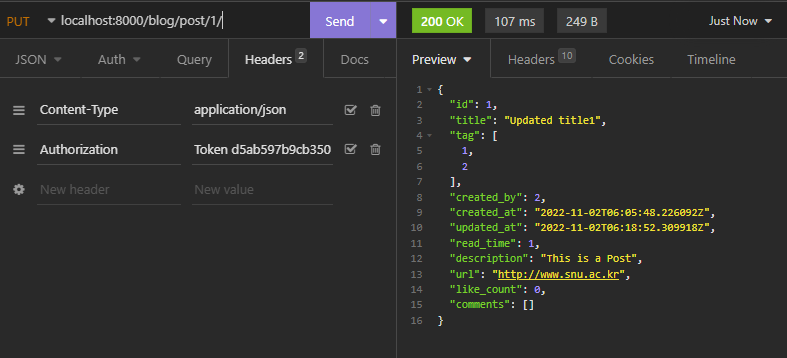 PUT localhost:8000/blog/post/1/ Send 200 OK 107 ms 249 B Just Now
JSON Auth Query Headers 2 Docs Preview Headers 10 Cookies Timeline
Content-Type application/json
Authorization Token d5ab597b9cb350
New header New value
1 {
2 "id": 1,
3 "title": "Updated title1",
4 "tag": [
5 1,
6 2
7 ],
8 "created_by": 2,
9 "created_at": "2022-11-02T06:05:48.226092Z",
10 "updated_at": "2022-11-02T06:18:52.309918Z",
11 "read_time": 1,
12 "description": "This is a Post",
13 "url": "http://www.snu.ac.kr",
14 "like_count": 0,
15 "comments": []
16 }